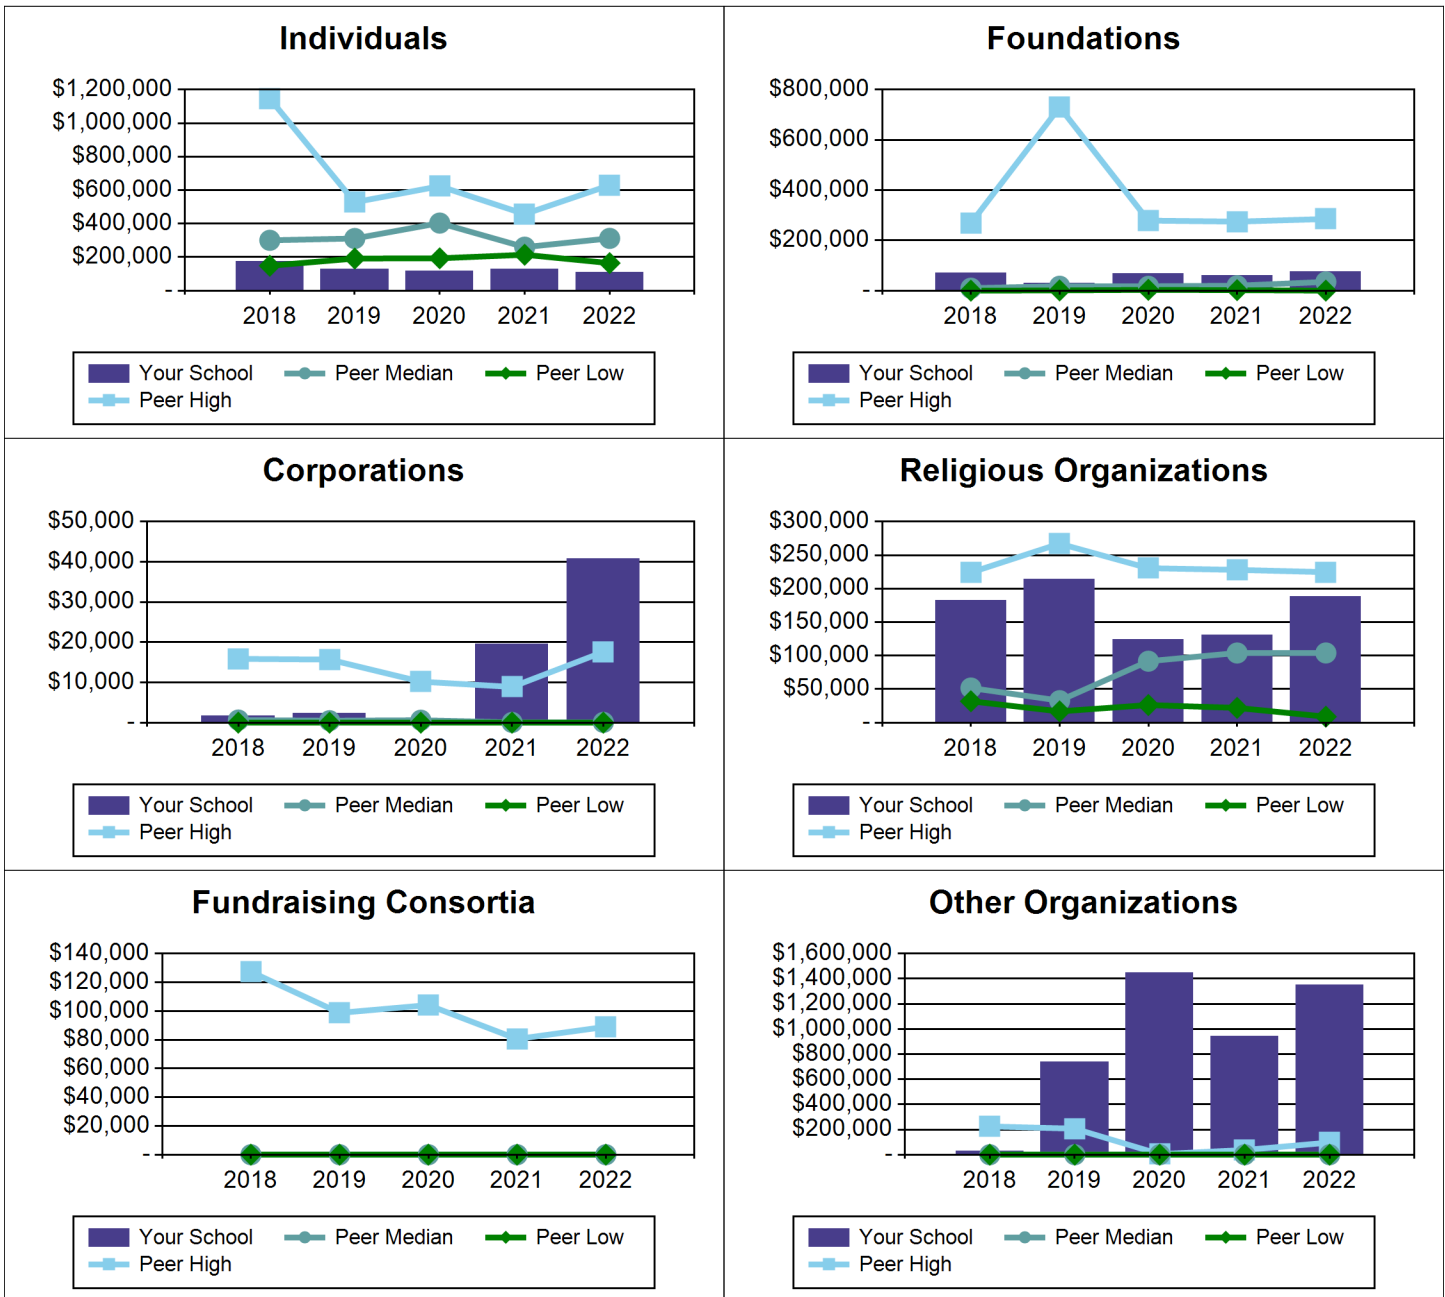 Individuals
$1,200,000
$1,000,000
$800,000
$600,000
$400,000
$200,000
-
2018 2019 2020 2021 2022
Your School Peer Median Peer Low
Peer High
Foundations
$800,000
$600,000
$400,000
$200,000
-
2018 2019 2020 2021 2022
Your School Peer Median Peer Low
Peer High
Corporations
$50,000
$40,000
$30,000
$20,000
$10,000
-
2018 2019 2020 2021 2022
Your School Peer Median Peer Low
Peer High
Religious Organizations
$300,000
$250,000
$200,000
$150,000
$100,000
$50,000
-
2018 2019 2020 2021 2022
Your School Peer Median Peer Low
Peer High
Fundraising Consortia
$140,000
$120,000
$100,000
$80,000
$60,000
$40,000
$20,000
-
2018 2019 2020 2021 2022
Your School Peer Median Peer Low
Peer High
Other Organizations
$1,600,000
$1,400,000
$1,200,000
$1,000,000
$800,000
$600,000
$400,000
$200,000
-
2018 2019 2020 2021 2022
Your School Peer Median Peer Low
Peer High